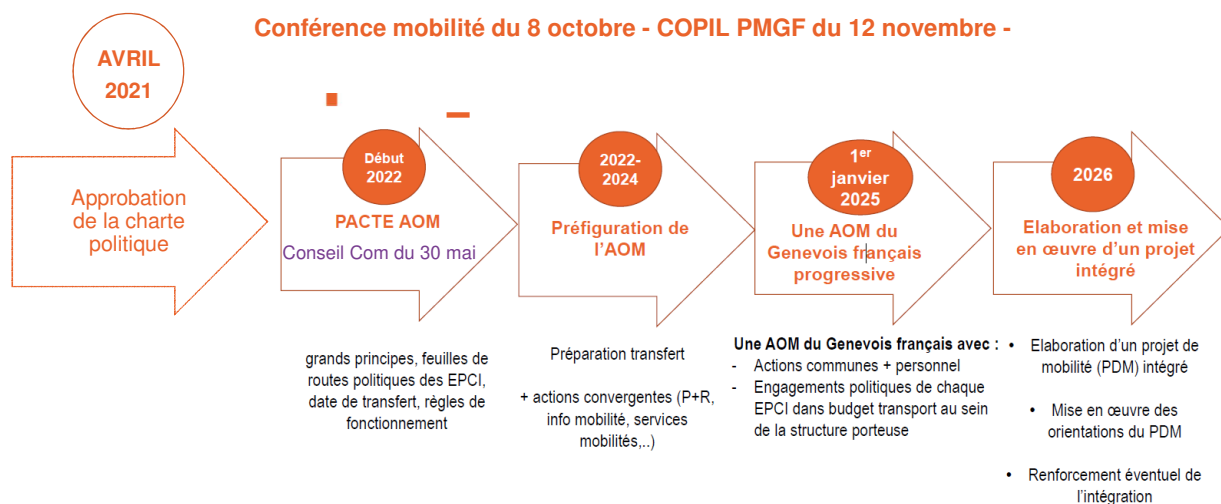 Conférence mobilité du 8 octobre - COPIL PMGF du 12 novembre -
AVRIL
2021
Approbation
de la charte
politique
Début
2022
PACTE AOM
Conseil Com du 30 mai
grands principes, feuilles de
routes politiques des EPCI,
date de transfert, règles de
fonctionnement
2022-
2024
Préfiguration de
l'AOM
Préparation transfert
+ actions convergentes (P+R,
info mobilité, services
mobilités,..)
1er
janvier
2025
Une AOM du
Genevois français
progressive
Une AOM du Genevois français avec :
- Actions communes + personnel
- Engagements politiques de chaque
EPCI dans budget transport au sein
de la structure porteuse
2026
Elaboration et mise
en œuvre d'un projet
intégré
• Elaboration d'un projet de
mobilité (PDM) intégré
• Mise en œuvre des
orientations du PDM
• Renforcement éventuel de
l'intégration